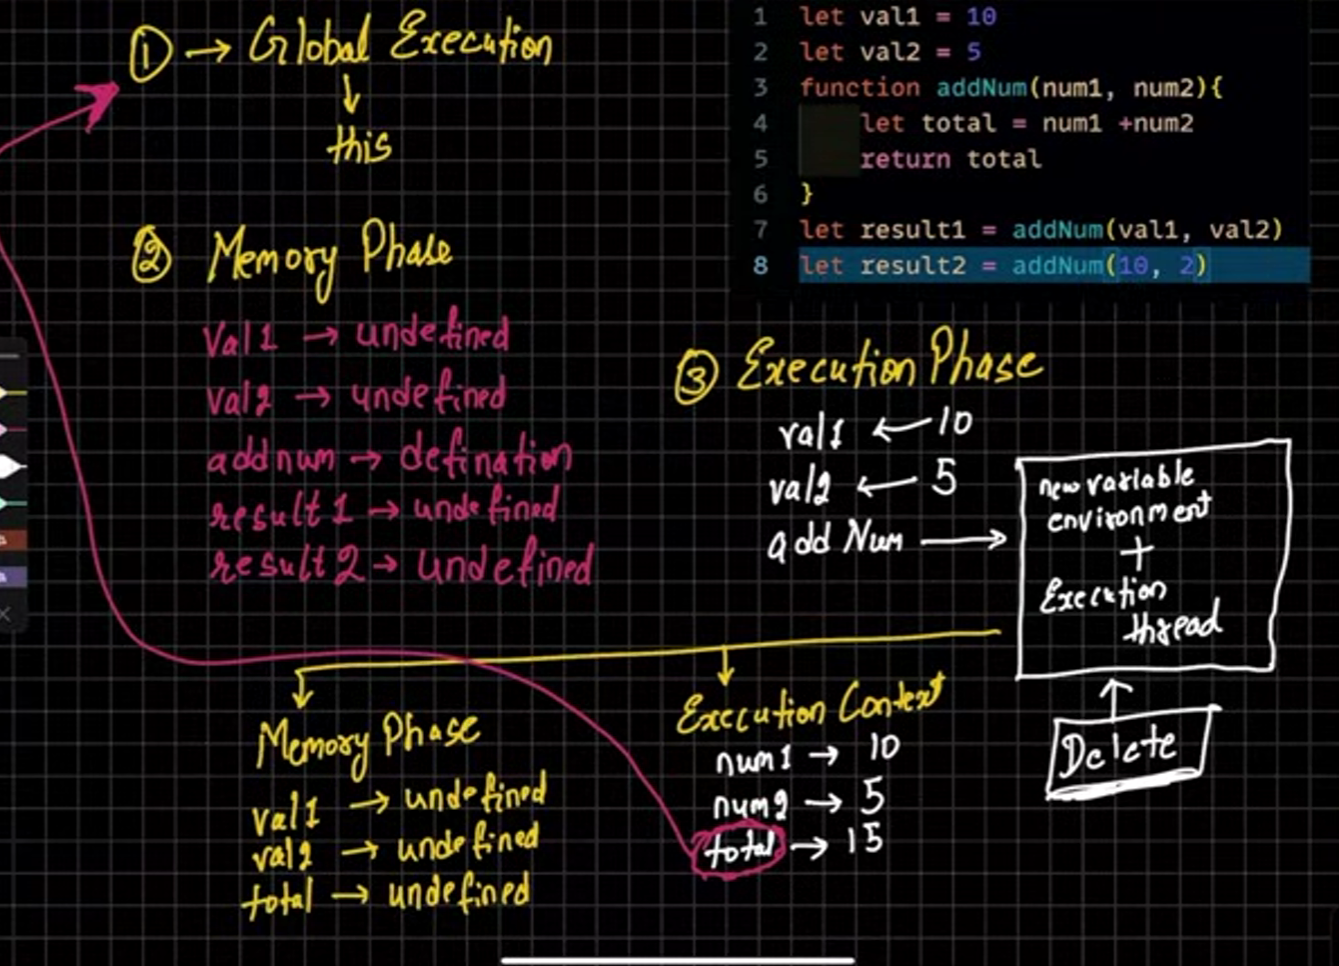 ① → Global Execution
↓
this
1 let val1 = 10
2 let val2 = 5
3 function addNum(num1, num2){
4 let total = num1 +num2
5 return total
6 }
7 let result1 = addNum(val1, val2)
8 let result2 = addNum(10, 2)
② Memory Phase
Val1 → undefined
val2 → undefined
addnum → defination
result1 → undefined
result2 → undefined
③ Execution Phase
val1 ← 10
val2 ← 5
add Num →
new variable
environment
+
Execution
thread
Delete
Memory Phase
val1 → undefined
val2 → undefined
total → undefined
Execution Context
num1 → 10
num2 → 5
total → 15